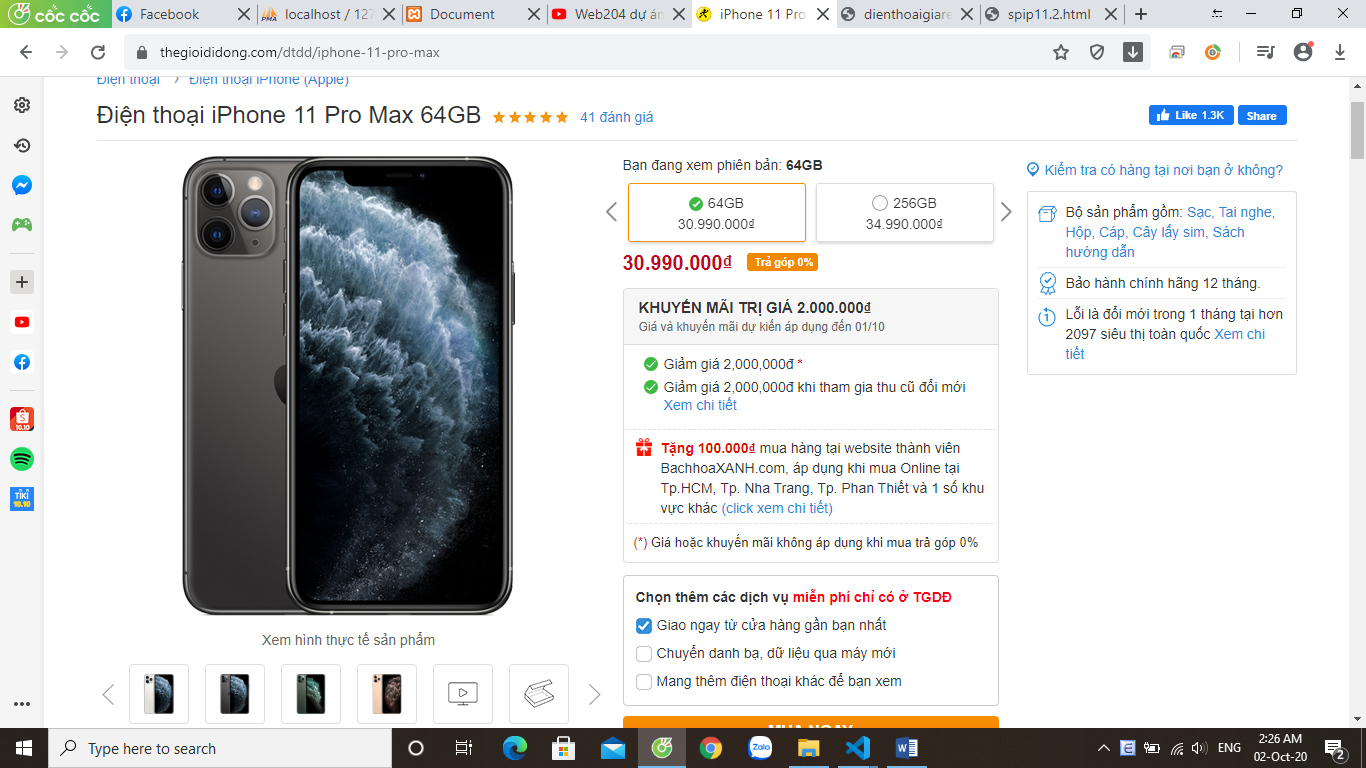 cốc cốc
Facebook
localhost / 127
Document
Web204 dự án
iPhone 11 Pro
dienthoaigiare
spip11.2.html
thegioididong.com/dtdd/iphone-11-pro-max
Điện thoại › Điện thoại iPhone (Apple)
Điện thoại iPhone 11 Pro Max 64GB
41 đánh giá
Like 1.3K
Share
Bạn đang xem phiên bản: 64GB
64GB
30.990.000₫
256GB
34.990.000₫
30.990.000₫
Trả góp 0%
KHUYẾN MÃI TRỊ GIÁ 2.000.000₫
Giá và khuyến mãi dự kiến áp dụng đến 01/10
Giảm giá 2,000,000đ *
Giảm giá 2,000,000đ khi tham gia thu cũ đổi mới
Xem chi tiết
Tặng 100.000₫ mua hàng tại website thành viên
BachhoaXANH.com, áp dụng khi mua Online tại
Tp.HCM, Tp. Nha Trang, Tp. Phan Thiết và 1 số khu
vực khác (click xem chi tiết)
(*) Giá hoặc khuyến mãi không áp dụng khi mua trả góp 0%
Chọn thêm các dịch vụ miễn phí chỉ có ở TGDĐ
Giao ngay từ cửa hàng gần bạn nhất
Chuyển danh bạ, dữ liệu qua máy mới
Mang thêm điện thoại khác để bạn xem
MUA NGAY
Kiểm tra có hàng tại nơi bạn ở không?
Bộ sản phẩm gồm: Sạc, Tai nghe,
Hộp, Cáp, Cây lấy sim, Sách
hướng dẫn
Bảo hành chính hãng 12 tháng.
Lỗi là đổi mới trong 1 tháng tại hơn
2097 siêu thị toàn quốc Xem chi
tiết
Xem hình thực tế sản phẩm
10.10
TIKI
Type here to search
Zalo
ENG
2:26 AM
02-Oct-20
2